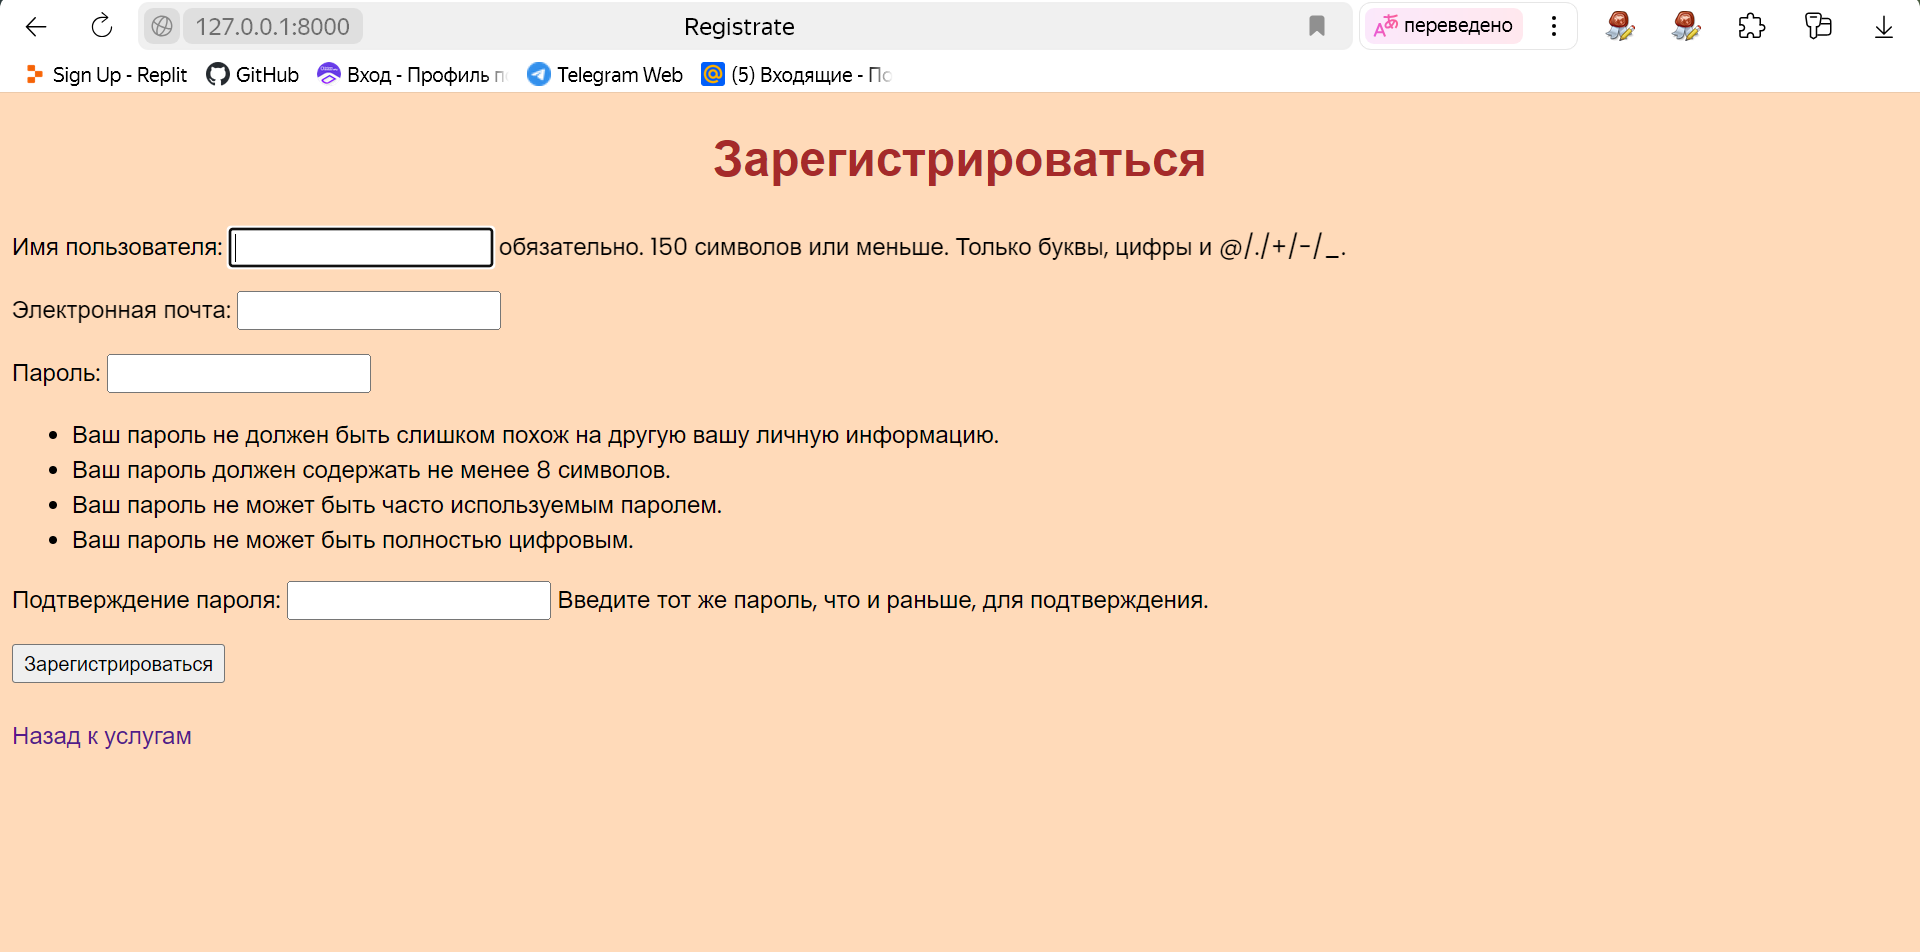 127.0.0.1:8000 Registrate переведено
Sign Up - Replit GitHub Вход - Профиль Telegram Web (5) Входящие -
Зарегистрироваться
Имя пользователя: обязательно. 150 символов или меньше. Только буквы, цифры и @/./+/-/_.
Электронная почта:
Пароль:
Ваш пароль не должен быть слишком похож на другую вашу личную информацию.
Ваш пароль должен содержать не менее 8 символов.
Ваш пароль не может быть часто используемым паролем.
Ваш пароль не может быть полностью цифровым.
Подтверждение пароля: Введите тот же пароль, что и раньше, для подтверждения.
Зарегистрироваться
Назад к услугам